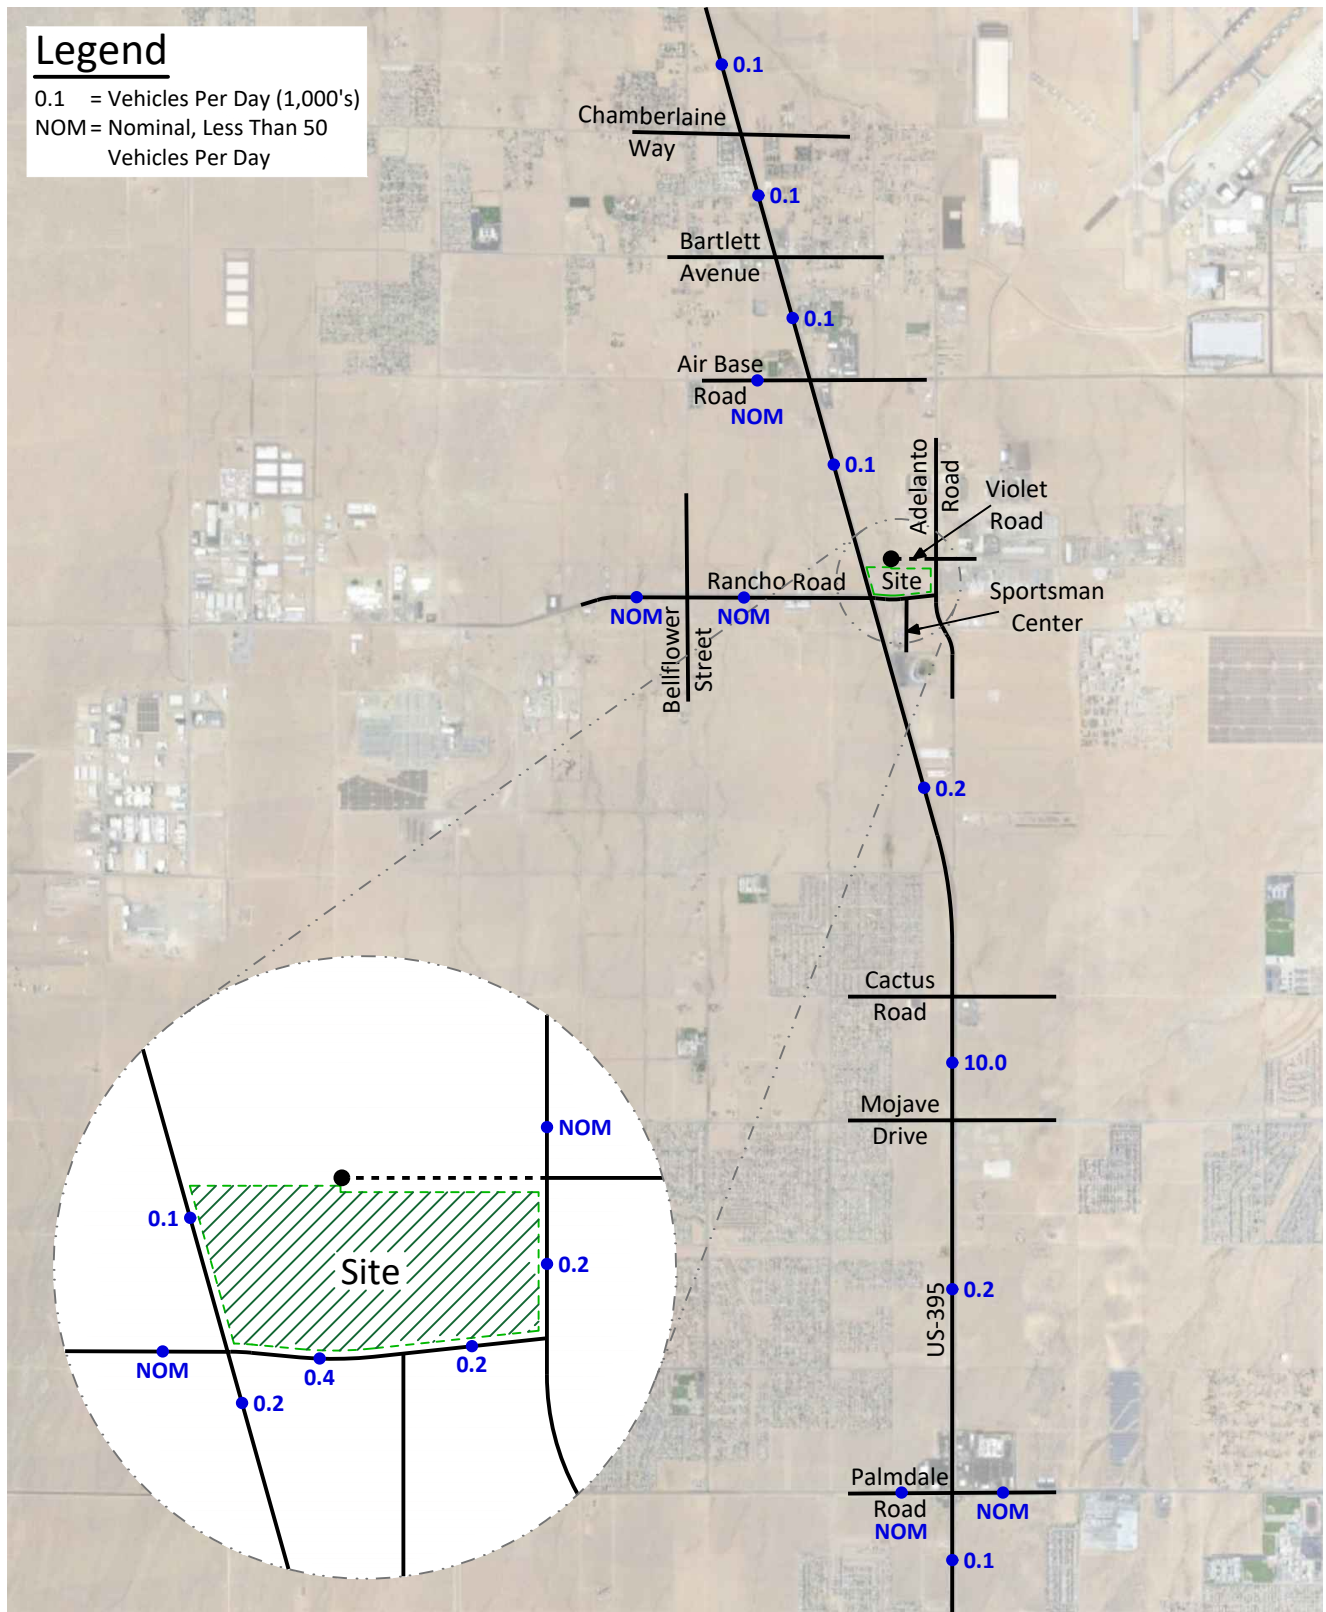 Legend
0.1 = Vehicles Per Day (1,000's)
NOM = Nominal, Less Than 50
Vehicles Per Day
0.1
Chamberlaine
Way
0.1
Bartlett
Avenue
0.1
Air Base
Road
NOM
0.1
Adelanto
Road
Violet
Road
Rancho Road
Site
Sportsman
Center
NOM
NOM
Bellflower
Street
0.2
Cactus
Road
10.0
Mojave
Drive
NOM
0.1
Site
0.2
NOM
0.4
0.2
0.2
US-395
0.2
Palmdale
Road
NOM
NOM
0.1